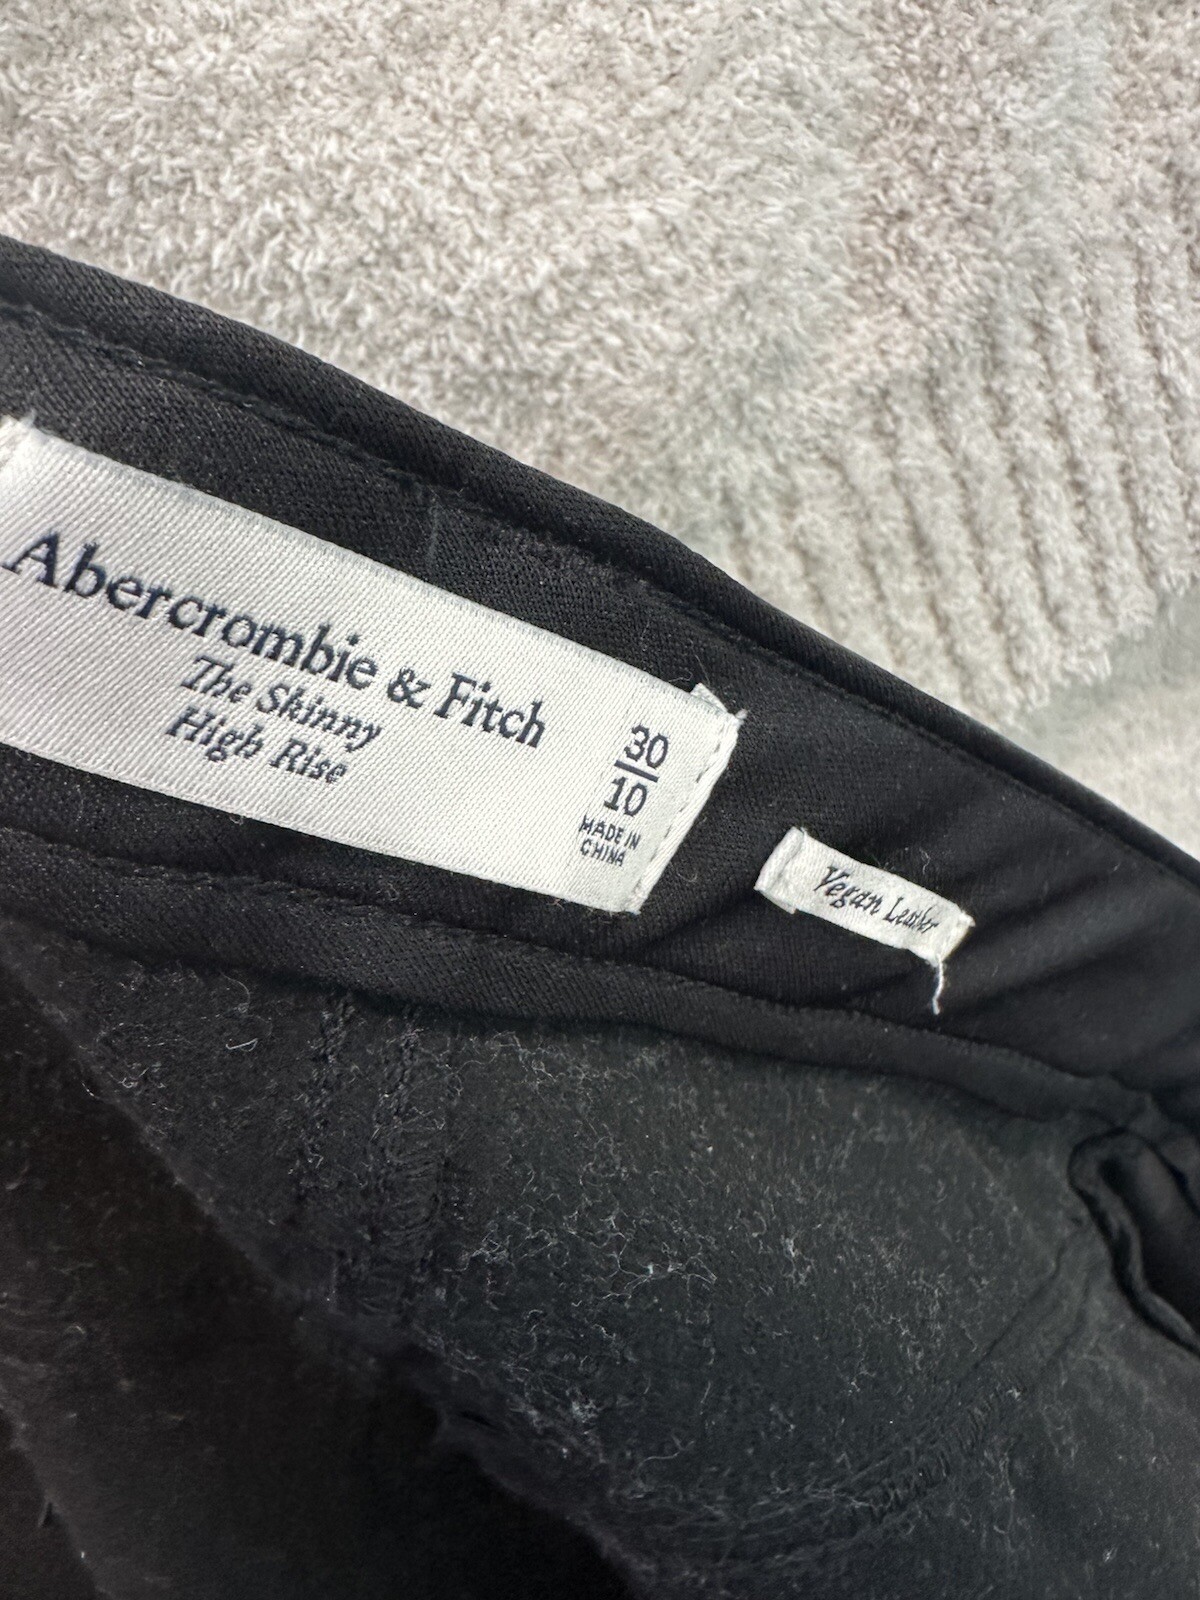 Abercrombie & Fitch
The Skinny
High Rise
30
10
MADE IN
CHINA
Vegan Leather